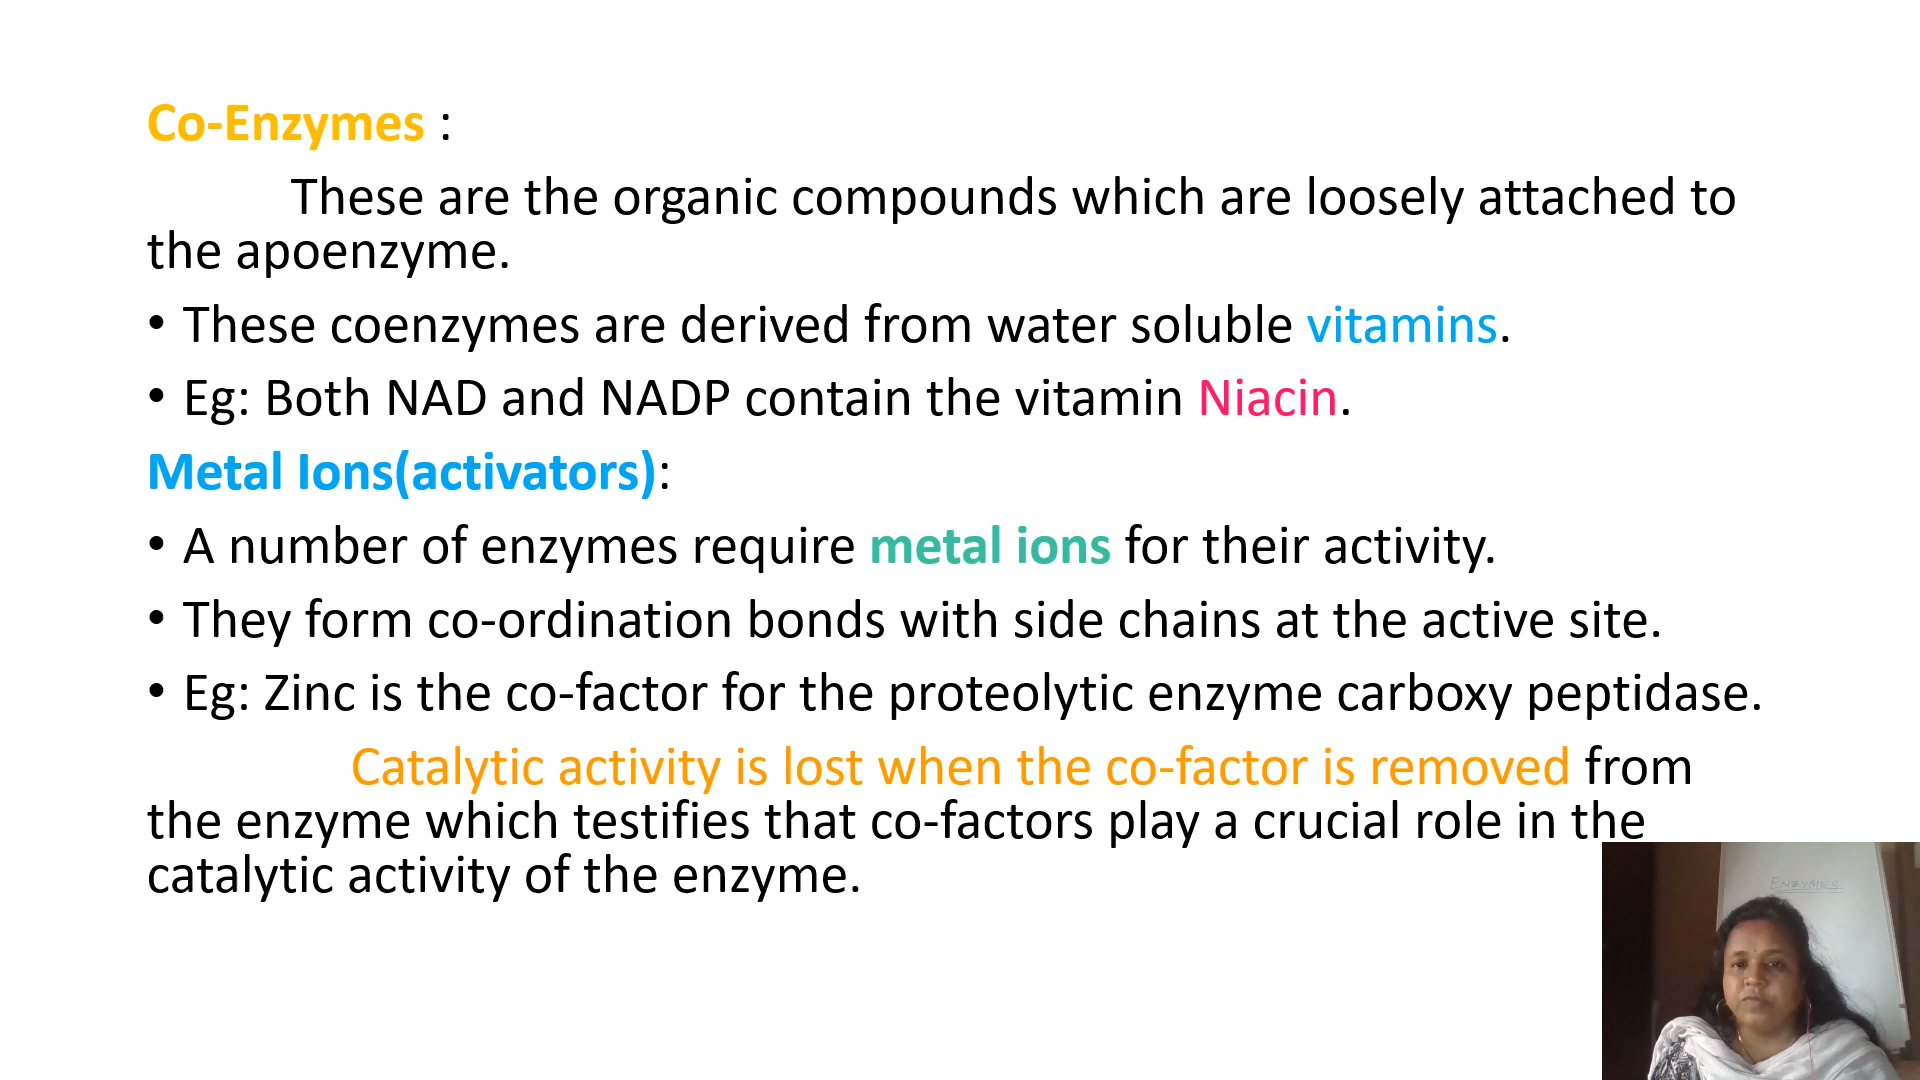 Co-Enzymes :
These are the organic compounds which are loosely attached to
the apoenzyme.
• These coenzymes are derived from water soluble vitamins.
• Eg: Both NAD and NADP contain the vitamin Niacin.
Metal Ions(activators):
• A number of enzymes require metal ions for their activity.
• They form co-ordination bonds with side chains at the active site.
• Eg: Zinc is the co-factor for the proteolytic enzyme carboxy peptidase.
Catalytic activity is lost when the co-factor is removed from
the enzyme which testifies that co-factors play a crucial role in the
catalytic activity of the enzyme.
ENZYMES